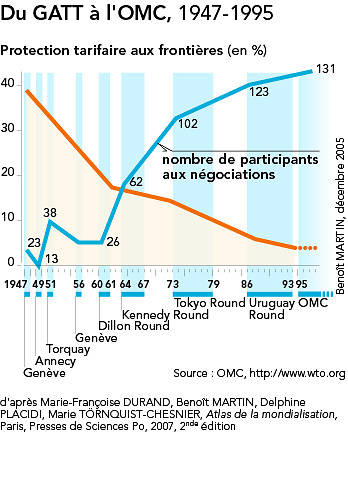 Du GATT à l'OMC, 1947-1995
Protection tarifaire aux frontières (en %)
40
30
20
10
0
131
123
102
62
38
23
13
26
nombre de participants
aux négociations
1947 49 51 56 60 61 64 67 73 79 86 93 95
Tokyo Round Uruguay OMC
Round
Kennedy
Round
Dillon Round
Genève
Torquay
Annecy
Genève
Benoît MARTIN, décembre 2005
Source : OMC, http://www.wto.org
d'après Marie-Françoise DURAND, Benoît MARTIN, Delphine
PLACIDI, Marie TÖRNQUIST-CHESNIER, Atlas de la mondialisation,
Paris, Presses de Sciences Po, 2007, 2nde édition